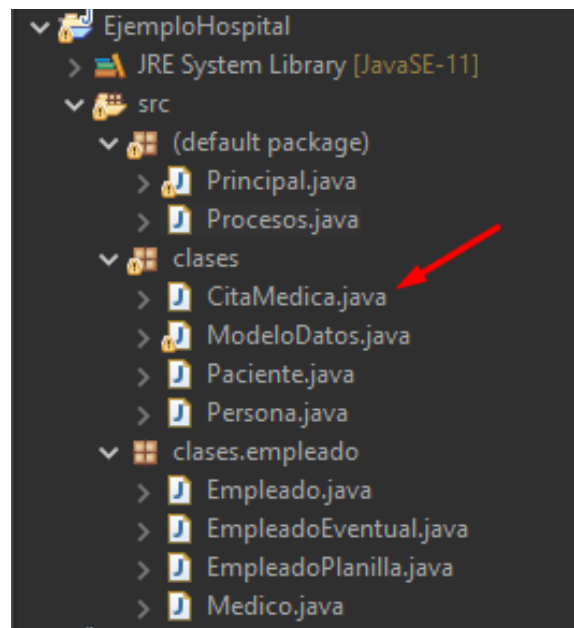 EjemploHospital
JRE System Library [JavaSE-11]
src
(default package)
Principal.java
Procesos.java
clases
CitaMedica.java
ModeloDatos.java
Paciente.java
Persona.java
clases.empleado
Empleado.java
EmpleadoEventual.java
EmpleadoPlanilla.java
Medico.java